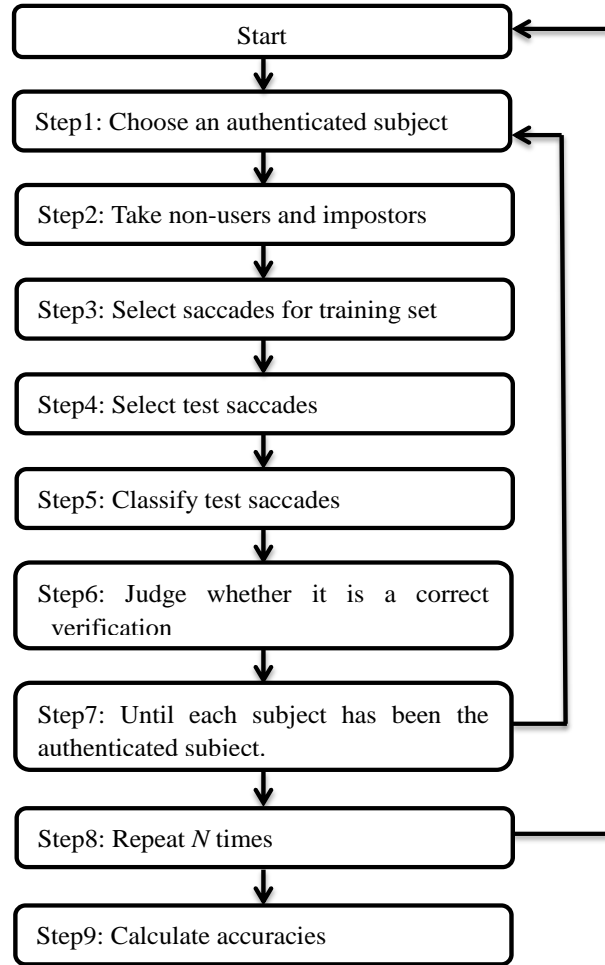 Start
Step1: Choose an authenticated subject
Step2: Take non-users and impostors
Step3: Select saccades for training set
Step4: Select test saccades
Step5: Classify test saccades
Step6: Judge whether it is a correct
verification
Step7: Until each subject has been the
authenticated subject.
Step8: Repeat N times
Step9: Calculate accuracies